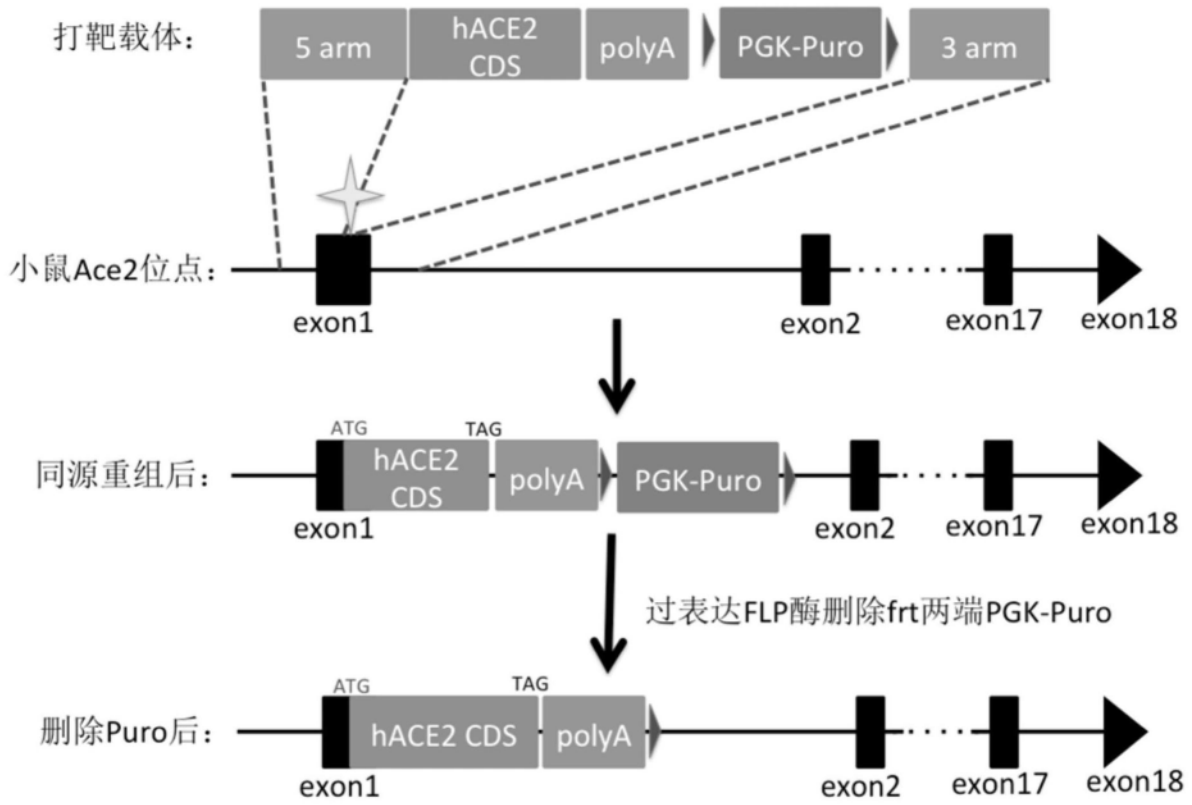 打靶载体：
5 arm
hACE2
CDS
polyA
PGK-Puro
3 arm
小鼠Ace2位点：
exon1
exon2
exon17
exon18
同源重组后：
ATG
TAG
hACE2
CDS
polyA
PGK-Puro
exon1
exon2
exon17
exon18
过表达FLP酶删除frt两端PGK-Puro
删除Puro后：
ATG
TAG
hACE2 CDS
polyA
exon1
exon2
exon17
exon18